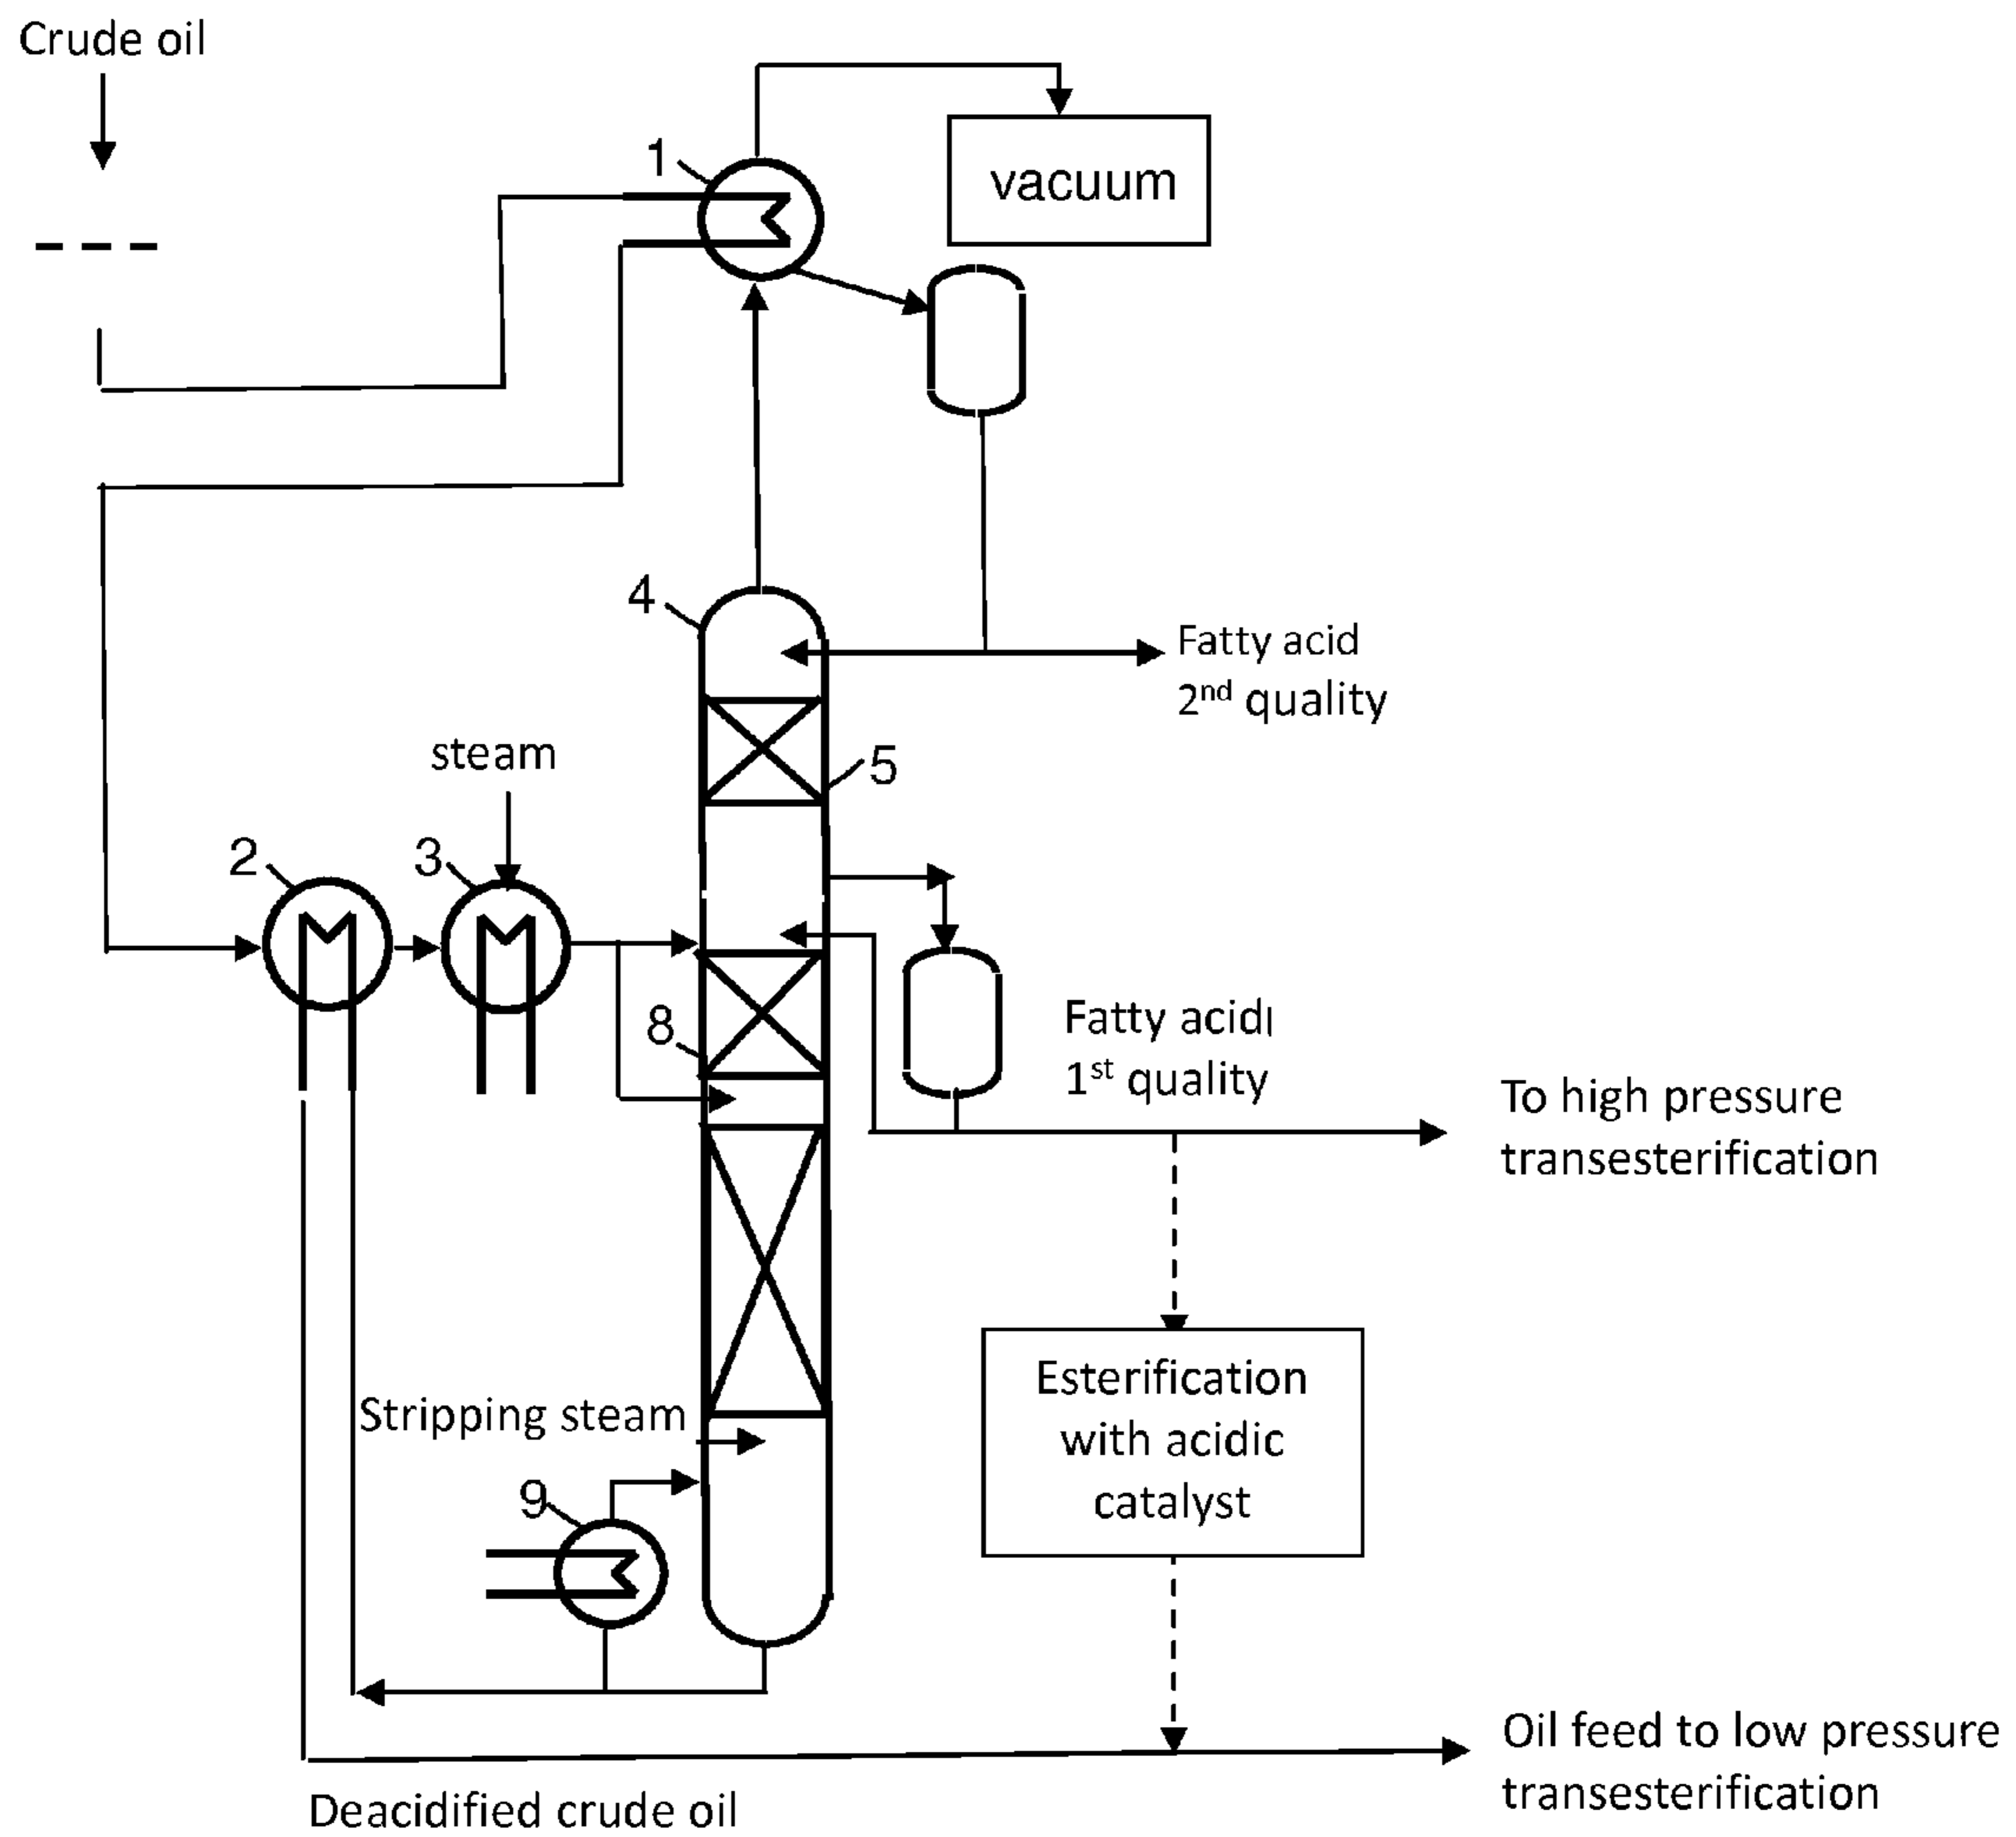 Crude oil
1
vacuum
4
Fatty acid
2nd quality
steam
5
2
3
8
Fatty acid
1st quality
To high pressure
transesterification
Esterification
with acidic
catalyst
Stripping steam
9
Oil feed to low pressure
transesterification
Deacidified crude oil